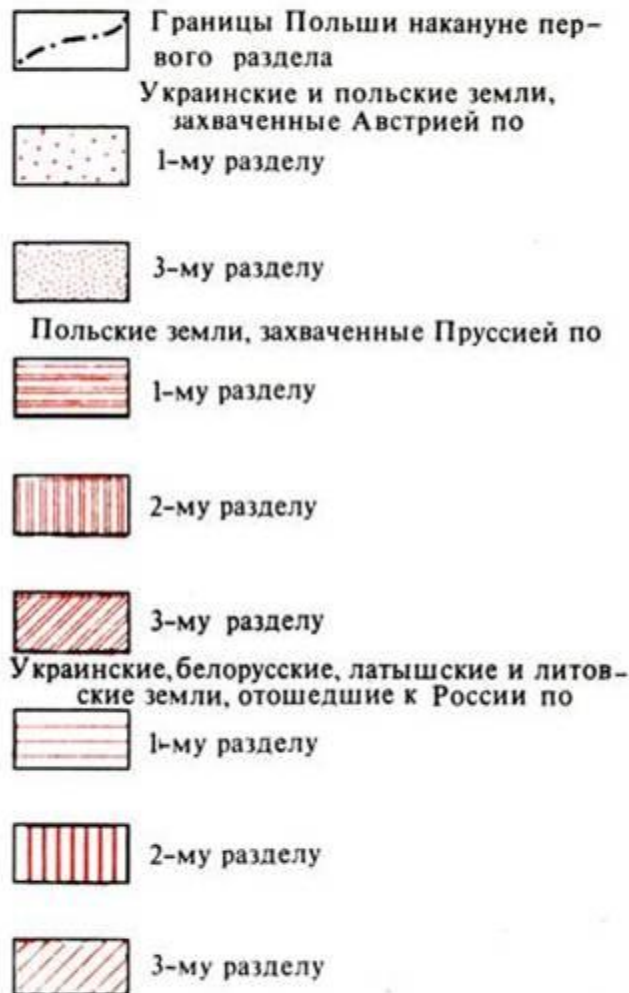 Границы Польши накануне пер-
вого раздела
Украинские и польские земли,
захваченные Австрией по
1-му разделу
3-му разделу
Польские земли, захваченные Пруссией по
1-му разделу
2-му разделу
3-му разделу
Украинские, белорусские, латышские и литов-
ские земли, отошедшие к России по
1-му разделу
2-му разделу
3-му разделу